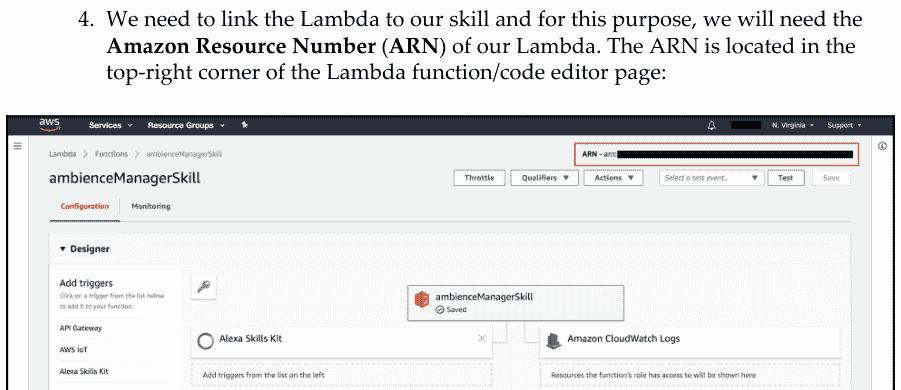 4. We need to link the Lambda to our skill and for this purpose, we will need the
Amazon Resource Number (ARN) of our Lambda. The ARN is located in the
top-right corner of the Lambda function/code editor page:
aws Services Resource Groups N. Virginia Support
Lambda > Functions > ambienceManagerSkill ARN - arn:
ambienceManagerSkill Throttle Qualifiers Actions Select a test event.. Test Save
Configuration Monitoring
Designer
Add triggers
Click on a trigger from the list below
to add it to your function.
ambienceManagerSkill
Saved
API Gateway
AWS IoT
Alexa Skills Kit
Alexa Skills Kit Amazon CloudWatch Logs
Add triggers from the list on the left Resources the function's role has access to will be shown here